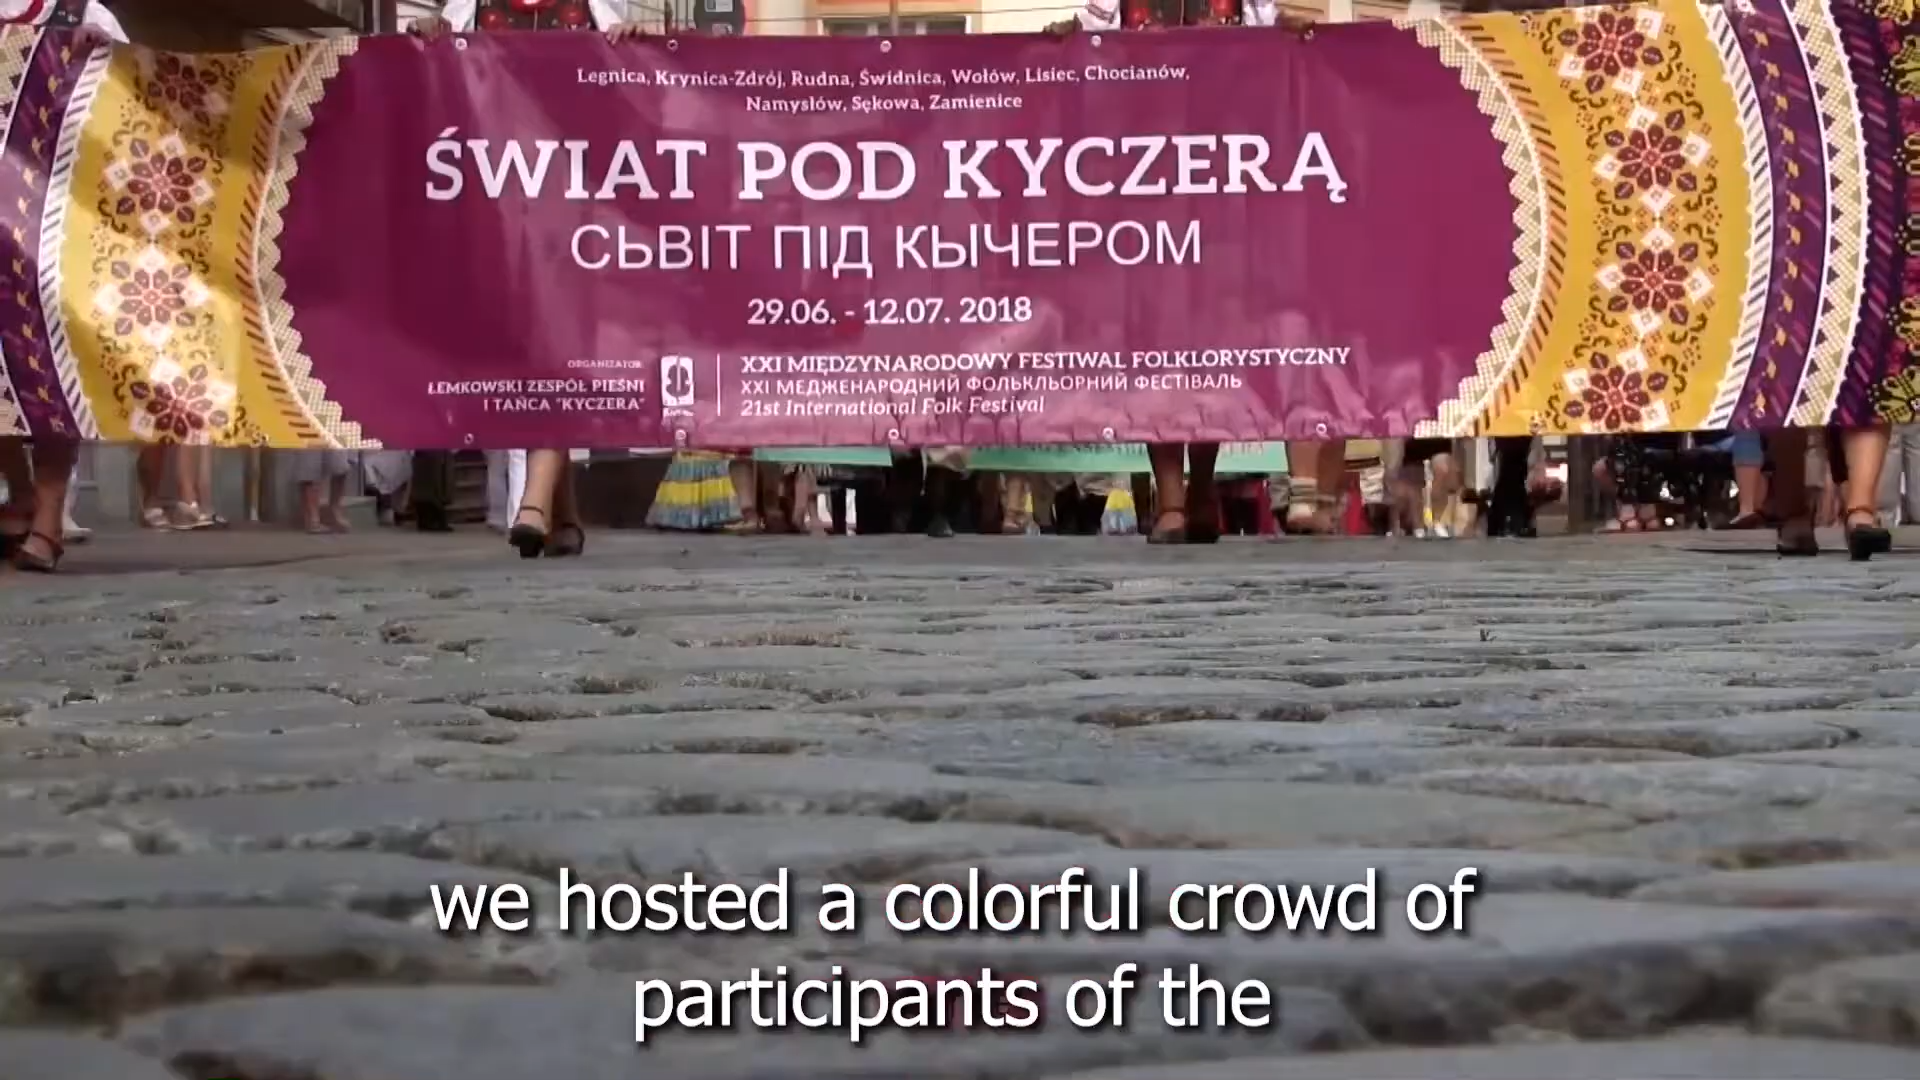 Legnica, Krynica-Zdrój, Rudna, Świdnica, Wołów, Lisiec, Chocianów,
Namysłów, Sękowa, Zamienice
ŚWIAT POD KYCZERĄ
СЬВІТ ПІД КЫЧЕРОМ
29.06. - 12.07. 2018
ORGANIZATOR:
ŁEMKOWSKI ZESPÓŁ PIEŚNI
I TAŃCA "KYCZERA"
XXI MIĘDZYNARODOWY FESTIWAL FOLKLORYSTYCZNY
XXI МЕДЖЕНАРОДНИЙ ФОЛЬКЛЬОРНИЙ ФЕСТІВАЛЬ
21st International Folk Festival
we hosted a colorful crowd of
participants of the